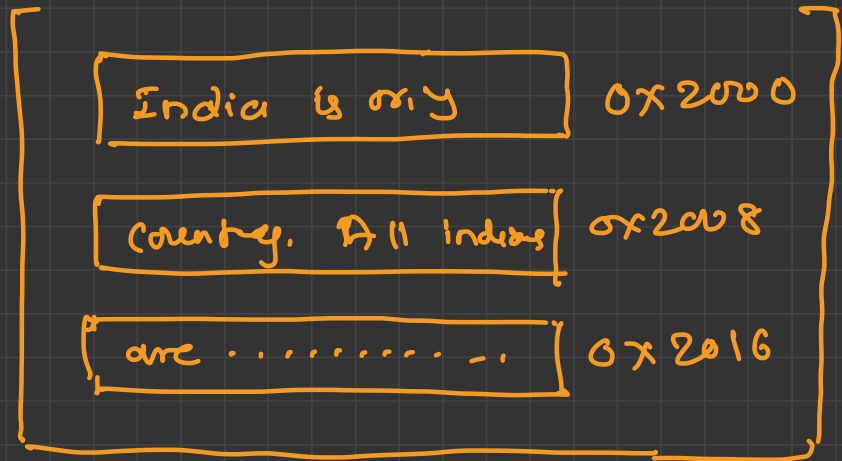 India is my 0x2000
Country. All indians 0x2008
are .............. 0x2016